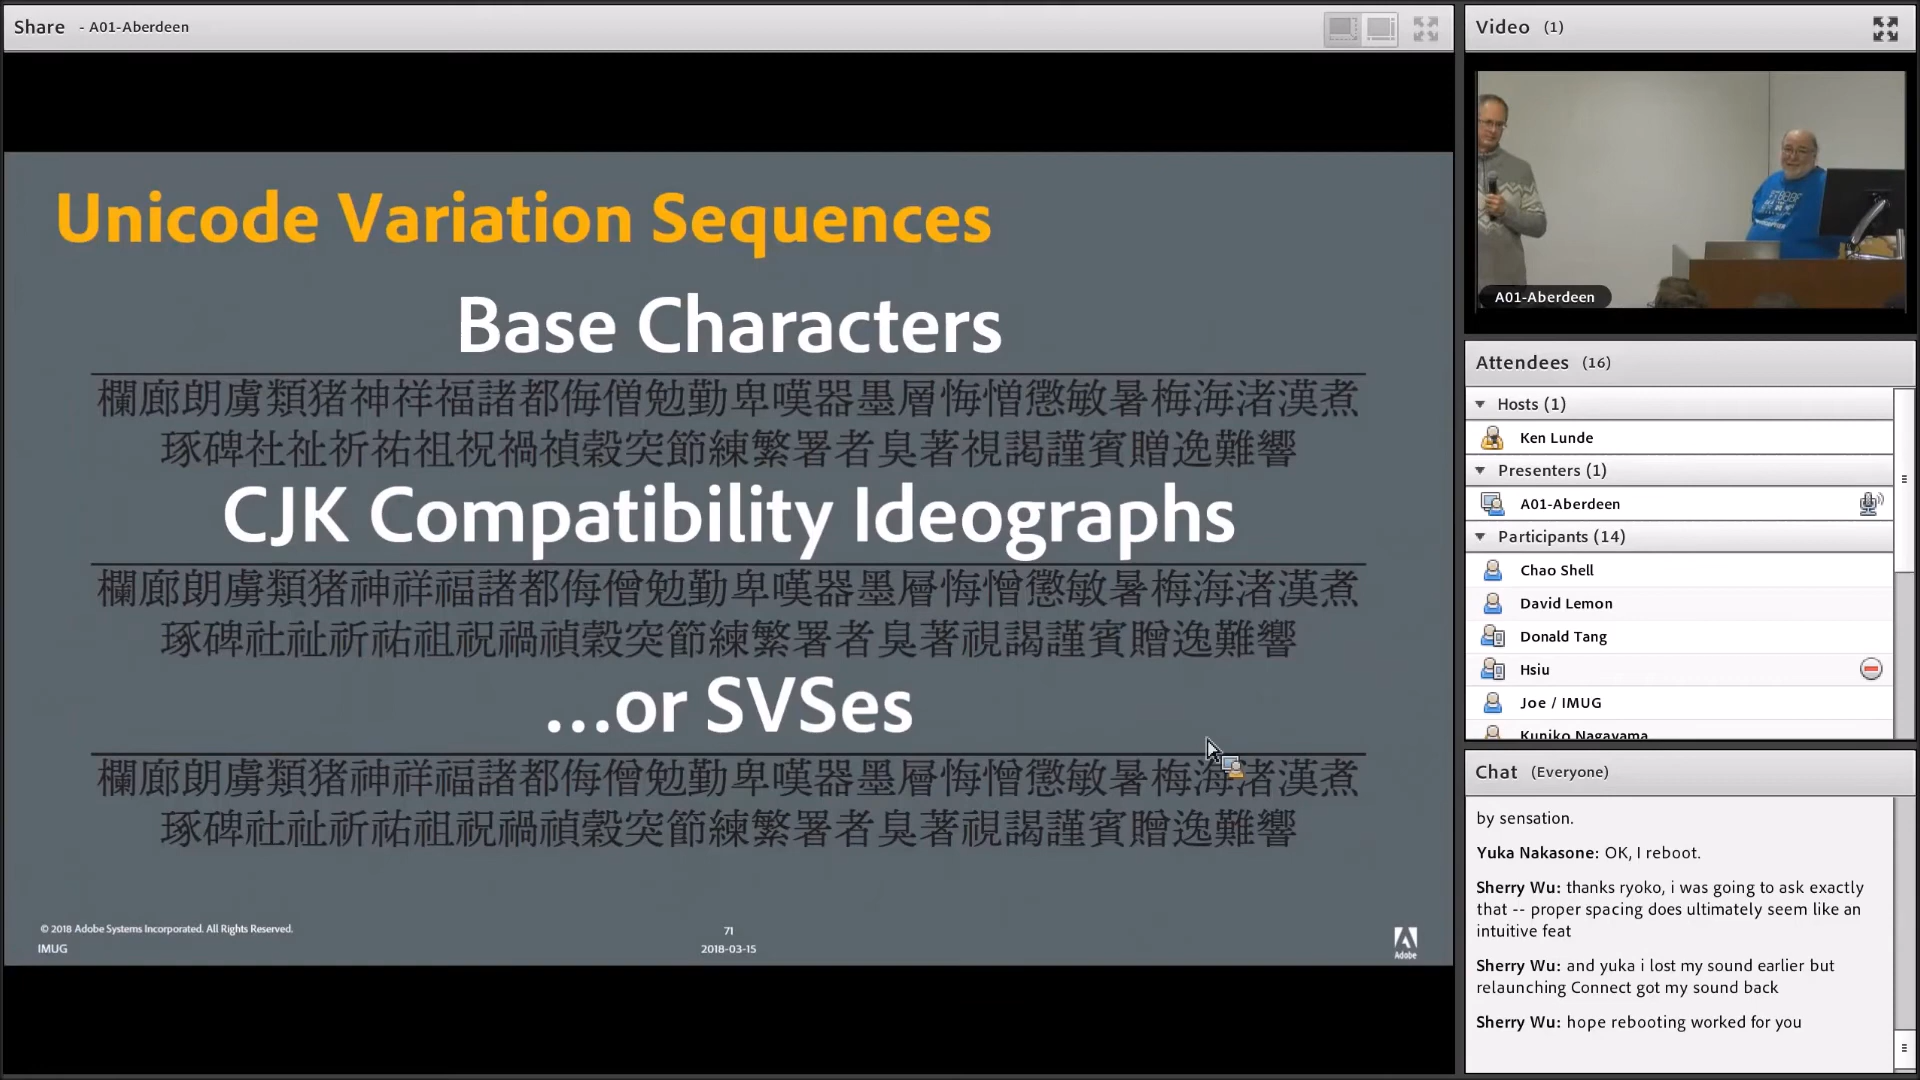 Share - A01-Aberdeen
Unicode Variation Sequences
Base Characters
欄廊朗虜類猪神祥福諸都侮僧勉勤卑嘆器墨層悔憎懲敏暑梅海渚漢煮
琢碑社祉祈祐祖祝禍禎穀突節練繁署者臭著視謁謹賓贈逸難響
CJK Compatibility Ideographs
欄廊朗虜類猪神祥福諸都侮僧勉勤卑嘆器墨層悔憎懲敏暑梅海渚漢煮
琢碑社祉祈祐祖祝禍禎穀突節練繁署者臭著視謁謹賓贈逸難響
...or SVSes
欄廊朗虜類猪神祥福諸都侮僧勉勤卑嘆器墨層悔憎懲敏暑梅海渚漢煮
琢碑社祉祈祐祖祝禍禎穀突節練繁署者臭著視謁謹賓贈逸難響
© 2018 Adobe Systems Incorporated. All Rights Reserved.
IMUG
71
2018-03-15
Adobe
Video (1)
A01-Aberdeen
Attendees (16)
Hosts (1)
Ken Lunde
Presenters (1)
A01-Aberdeen
Participants (14)
Chao Shell
David Lemon
Donald Tang
Hsiu
Joe / IMUG
Kuniko Nagayama
Chat (Everyone)
by sensation.
Yuka Nakasone: OK, I reboot.
Sherry Wu: thanks ryoko, i was going to ask exactly
that -- proper spacing does ultimately seem like an
intuitive feat
Sherry Wu: and yuka i lost my sound earlier but
relaunching Connect got my sound back
Sherry Wu: hope rebooting worked for you